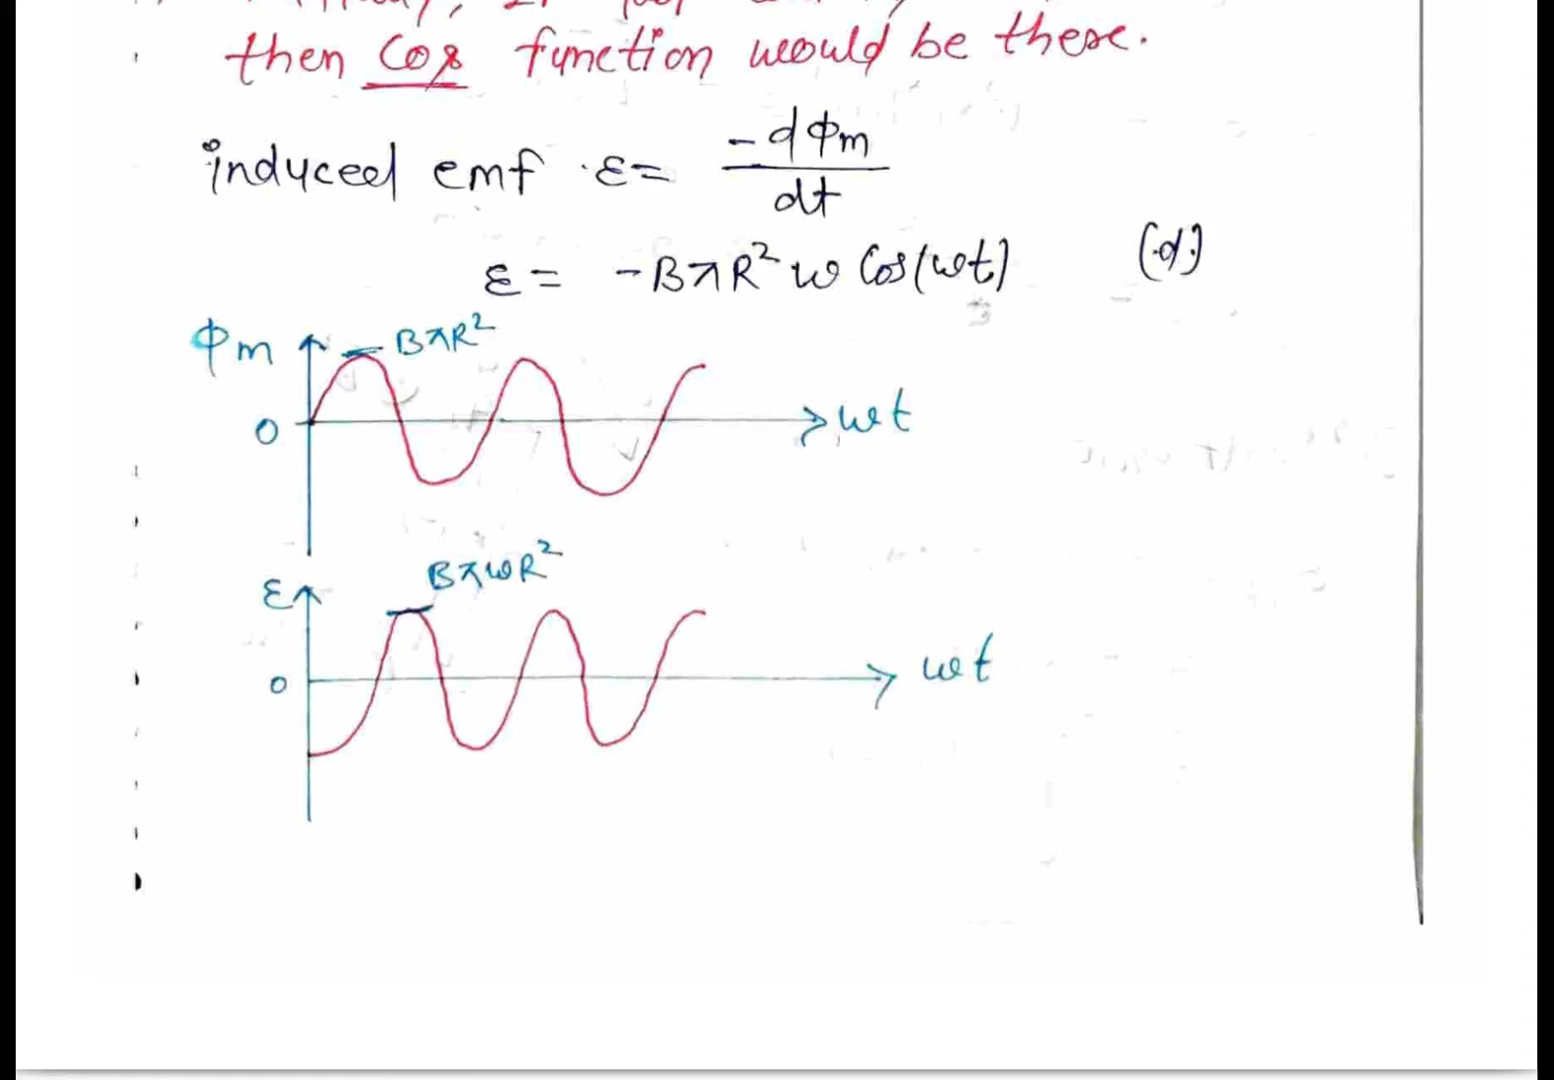 then Cos function would be there.
induced emf ε = -dΦm/dt
ε = -BπR² ω Cos(ωt) (d)
Φm BπR²
0 ωt
BπωR²
ε
0 ωt